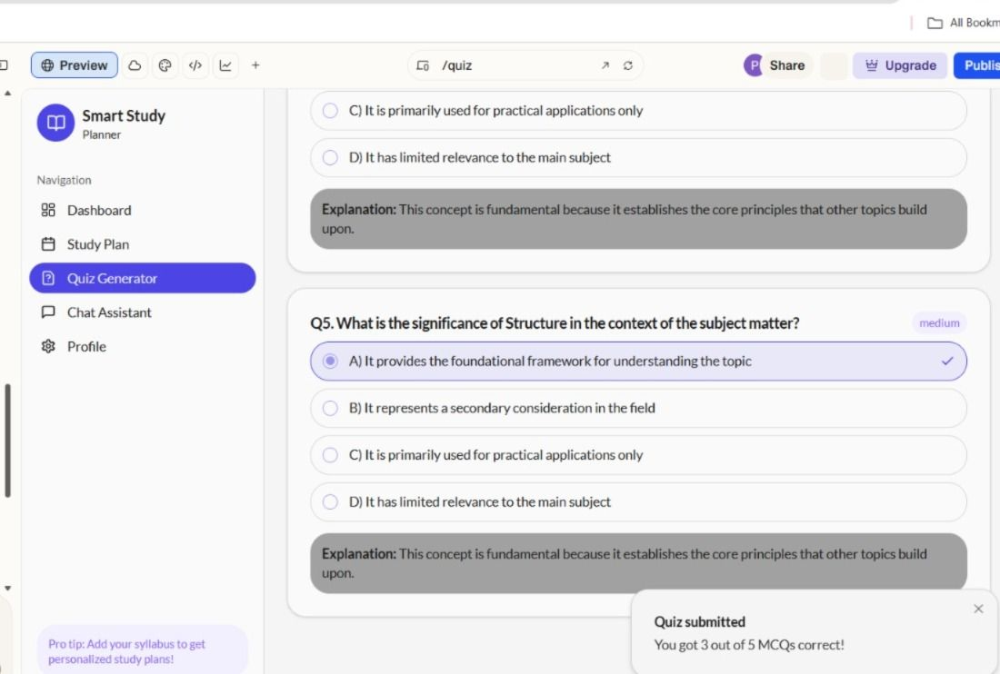 All Bookm
Preview
/quiz
P
Share
Upgrade
Publis
Smart Study
Planner
Navigation
Dashboard
Study Plan
Quiz Generator
Chat Assistant
Profile
Pro tip: Add your syllabus to get
personalized study plans!
C) It is primarily used for practical applications only
D) It has limited relevance to the main subject
Explanation: This concept is fundamental because it establishes the core principles that other topics build
upon.
Q5. What is the significance of Structure in the context of the subject matter?
medium
A) It provides the foundational framework for understanding the topic
B) It represents a secondary consideration in the field
C) It is primarily used for practical applications only
D) It has limited relevance to the main subject
Explanation: This concept is fundamental because it establishes the core principles that other topics build
upon.
Quiz submitted
You got 3 out of 5 MCQs correct!